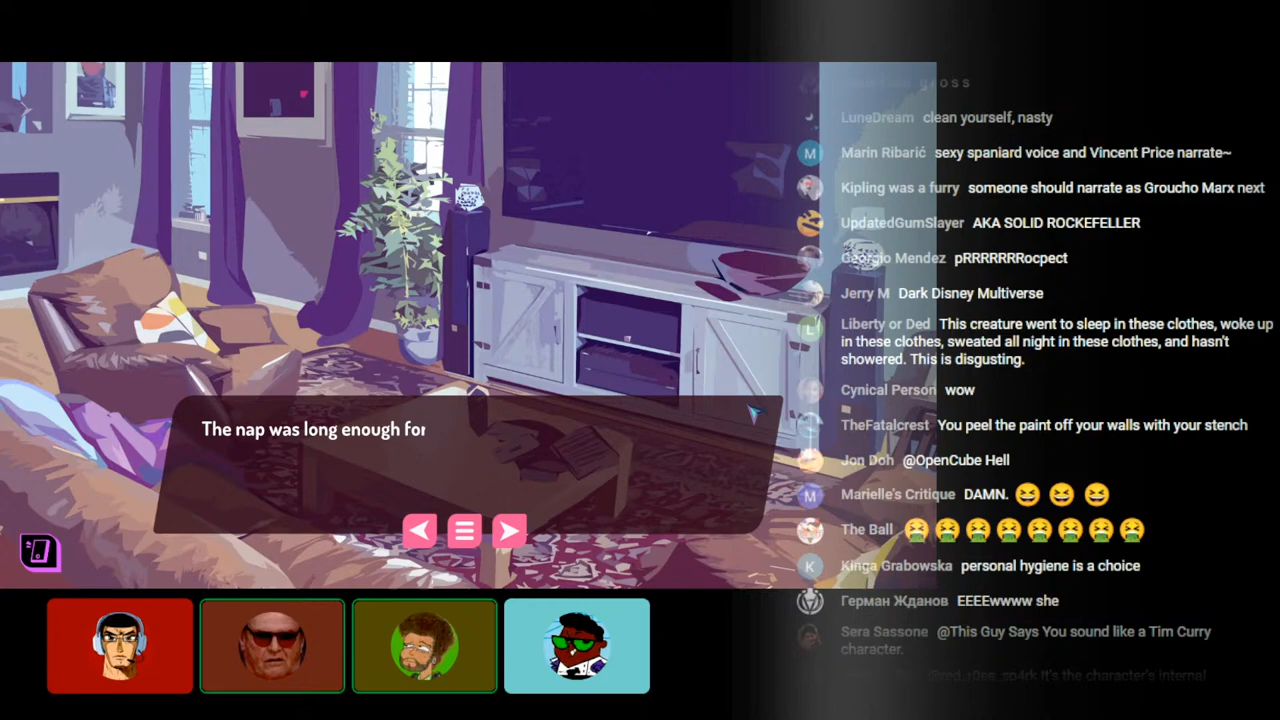 The nap was long enough for
g r o s s
LuneDream clean yourself, nasty
M Marin Ribarić sexy spaniard voice and Vincent Price narrate~
Kipling was a furry someone should narrate as Groucho Marx next
UpdatedGumSlayer AKA SOLID ROCKEFELLER
Georgio Mendez pRRRRRRRocpect
Jerry M Dark Disney Multiverse
L Liberty or Ded This creature went to sleep in these clothes, woke up
in these clothes, sweated all night in these clothes, and hasn't
showered. This is disgusting.
Cynical Person wow
TheFatalcrest You peel the paint off your walls with your stench
Jon Doh @OpenCube Hell
M Marielle's Critique DAMN. 😆 😆 😆
The Ball 🤮🤮🤮🤮🤮🤮🤮🤮
K Kinga Grabowska personal hygiene is a choice
Герман Жданов EEEEwwww she
Sera Sassone @This Guy Says You sound like a Tim Curry
character.
It's the character's internal